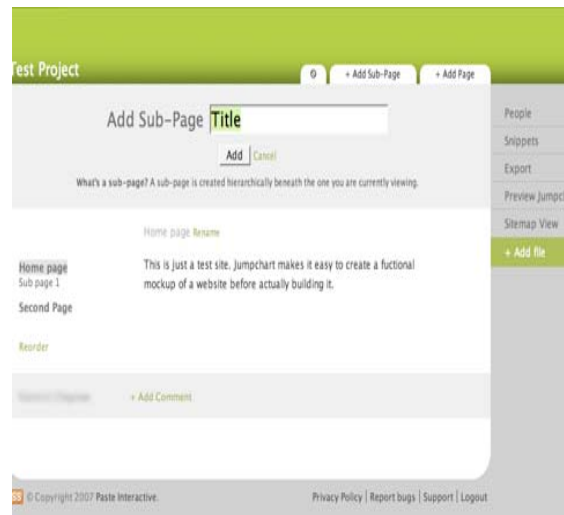 Test Project
+ Add Sub-Page
+ Add Page
Add Sub-Page Title
Add Cancel
What's a sub-page? A sub-page is created hierarchically beneath the one you are currently viewing.
People
Snippets
Export
Preview Jumpc
Sitemap View
+ Add file
Home page Rename
This is just a test site. Jumpchart makes it easy to create a fuctional
mockup of a website before actually building it.
Home page
Sub page 1
Second Page
Reorder
+ Add Comment
SS © Copyright 2007 Paste Interactive.
Privacy Policy | Report bugs | Support | Logout